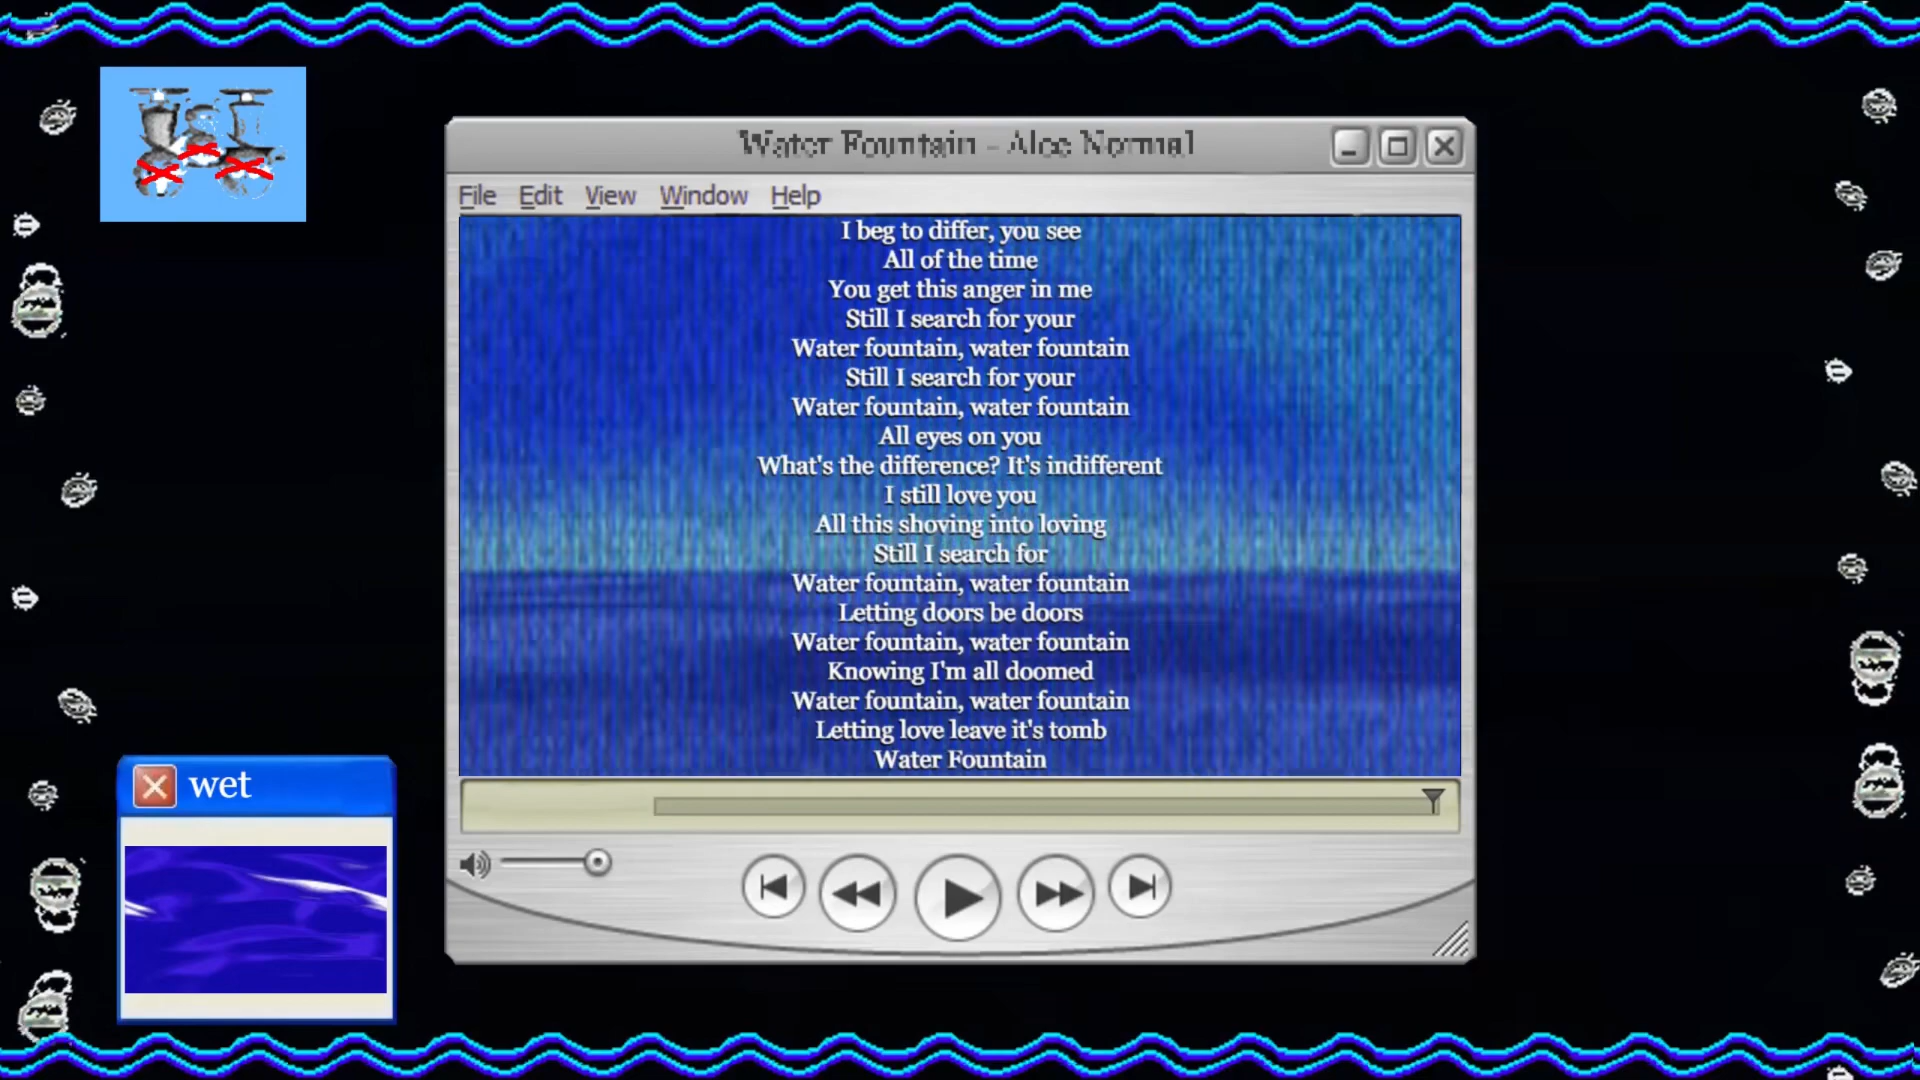 Water Fountain - Aloe Normal
File Edit View Window Help
I beg to differ, you see
All of the time
You get this anger in me
Still I search for your
Water fountain, water fountain
Still I search for your
Water fountain, water fountain
All eyes on you
What's the difference? It's indifferent
I still love you
All this shoving into loving
Still I search for
Water fountain, water fountain
Letting doors be doors
Water fountain, water fountain
Knowing I'm all doomed
Water fountain, water fountain
Letting love leave it's tomb
Water Fountain
wet